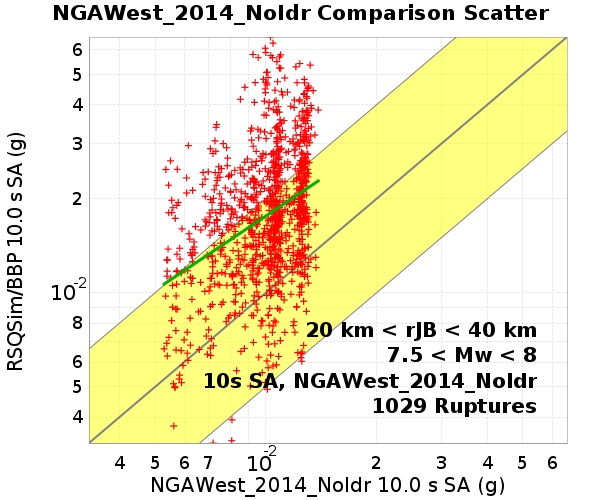 NGAWest_2014_NoIdr Comparison Scatter
RSQSim/BBP 10.0 s SA (g)
6
5
4
3
2
10-2
8
6
5
4
20 km < rJB < 40 km
7.5 < Mw < 8
10s SA, NGAWest_2014_NoIdr
1029 Ruptures
4 5 6 7 10-2 2 3 4 5 6
NGAWest_2014_NoIdr 10.0 s SA (g)